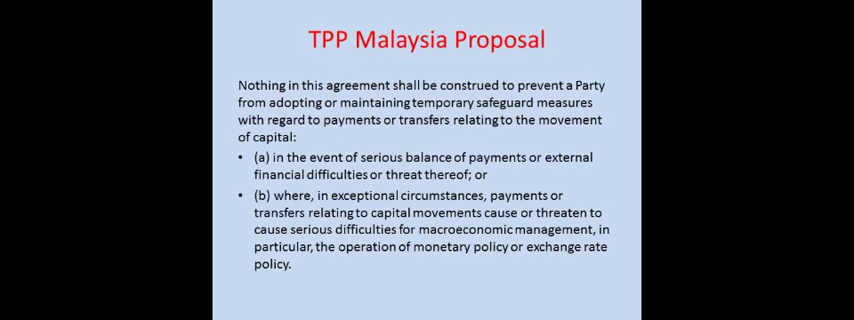 TPP Malaysia Proposal
Nothing in this agreement shall be construed to prevent a Party
from adopting or maintaining temporary safeguard measures
with regard to payments or transfers relating to the movement
of capital:
• (a) in the event of serious balance of payments or external
financial difficulties or threat thereof; or
• (b) where, in exceptional circumstances, payments or
transfers relating to capital movements cause or threaten to
cause serious difficulties for macroeconomic management, in
particular, the operation of monetary policy or exchange rate
policy.